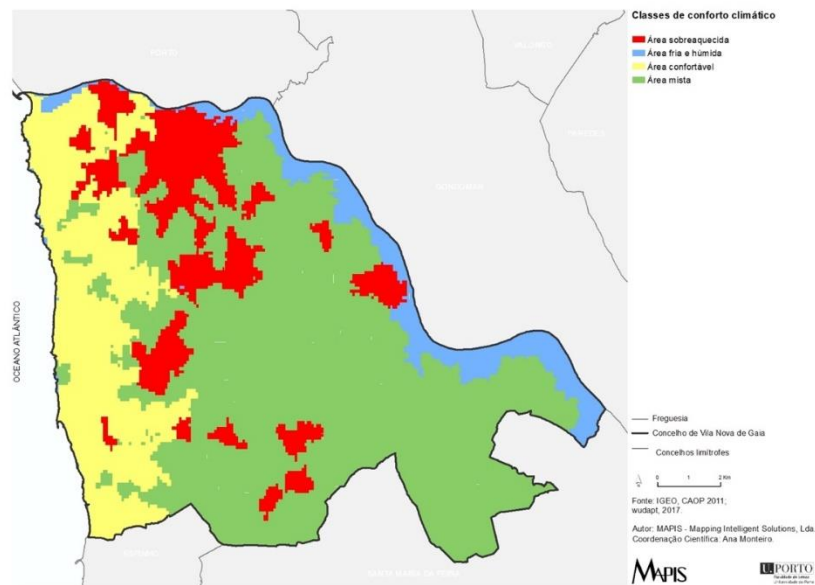 Classes de conforto climático
Área sobreaquecida
Área fria e húmida
Área confortável
Área mista
OCEANO ATLÂNTICO
Freguesia
Concelho de Vila Nova de Gaia
Concelhos limítrofes
0 1 2 Km
Fonte: IGEO, CAOP 2011;
wudapt, 2017.
Autor: MAPIS - Mapping Intelligent Solutions, Lda.
Coordenação Científica: Ana Monteiro.
MAPIS
U.PORTO